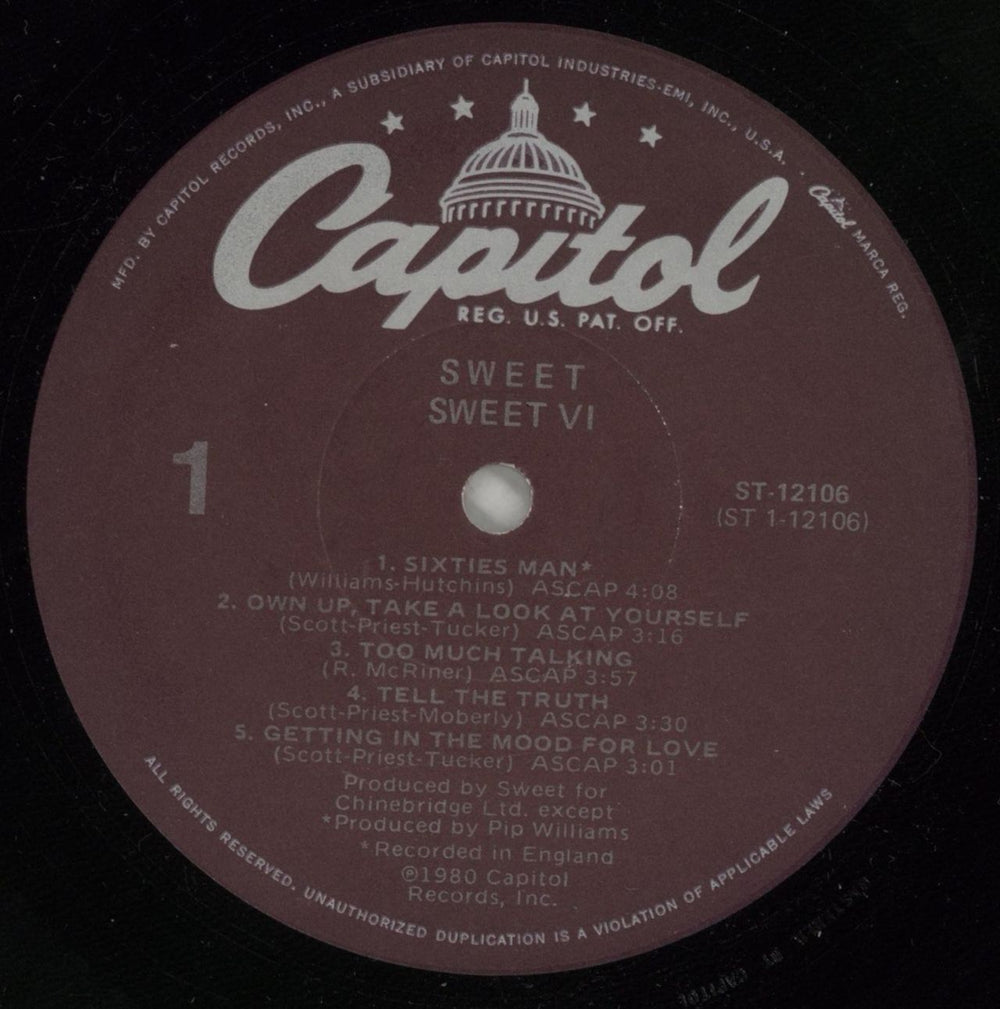 MFD. BY CAPITOL RECORDS, INC., A SUBSIDIARY OF CAPITOL INDUSTRIES-EMI, INC., U.S.A. Capitol MARCA REG.
Capitol
REG. U.S. PAT. OFF.
SWEET
SWEET VI
1
ST-12106
(ST 1-12106)
1. SIXTIES MAN*
(Williams-Hutchins) ASCAP 4:08
2. OWN UP, TAKE A LOOK AT YOURSELF
(Scott-Priest-Tucker) ASCAP 3:16
3. TOO MUCH TALKING
(R. McRiner) ASCAP 3:57
4. TELL THE TRUTH
(Scott-Priest-Moberly) ASCAP 3:30
5. GETTING IN THE MOOD FOR LOVE
(Scott-Priest-Tucker) ASCAP 3:01
Produced by Sweet for
Chinebridge Ltd. except
*Produced by Pip Williams
*Recorded in England
℗1980 Capitol
Records, Inc.
ALL RIGHTS RESERVED. UNAUTHORIZED DUPLICATION IS A VIOLATION OF APPLICABLE LAWS